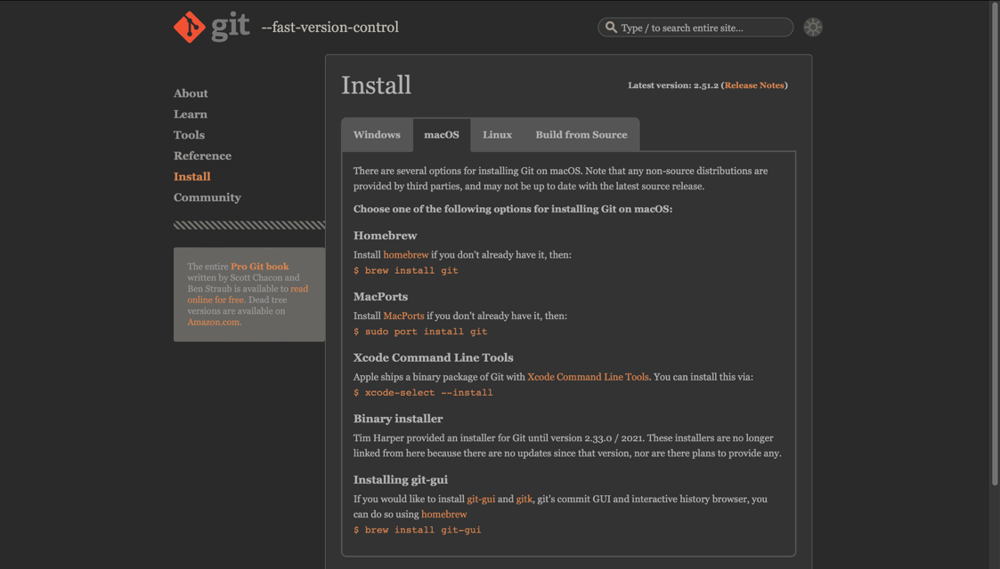 git --fast-version-control
Type / to search entire site...
About
Learn
Tools
Reference
Install
Community
The entire Pro Git book
written by Scott Chacon and
Ben Straub is available to read
online for free. Dead tree
versions are available on
Amazon.com.
Install
Latest version: 2.51.2 (Release Notes)
Windows macOS Linux Build from Source
There are several options for installing Git on macOS. Note that any non-source distributions are
provided by third parties, and may not be up to date with the latest source release.
Choose one of the following options for installing Git on macOS:
Homebrew
Install homebrew if you don't already have it, then:
$ brew install git
MacPorts
Install MacPorts if you don't already have it, then:
$ sudo port install git
Xcode Command Line Tools
Apple ships a binary package of Git with Xcode Command Line Tools. You can install this via:
$ xcode-select --install
Binary installer
Tim Harper provided an installer for Git until version 2.33.0 / 2021. These installers are no longer
linked from here because there are no updates since that version, nor are there plans to provide any.
Installing git-gui
If you would like to install git-gui and gitk, git's commit GUI and interactive history browser, you
can do so using homebrew
$ brew install git-gui